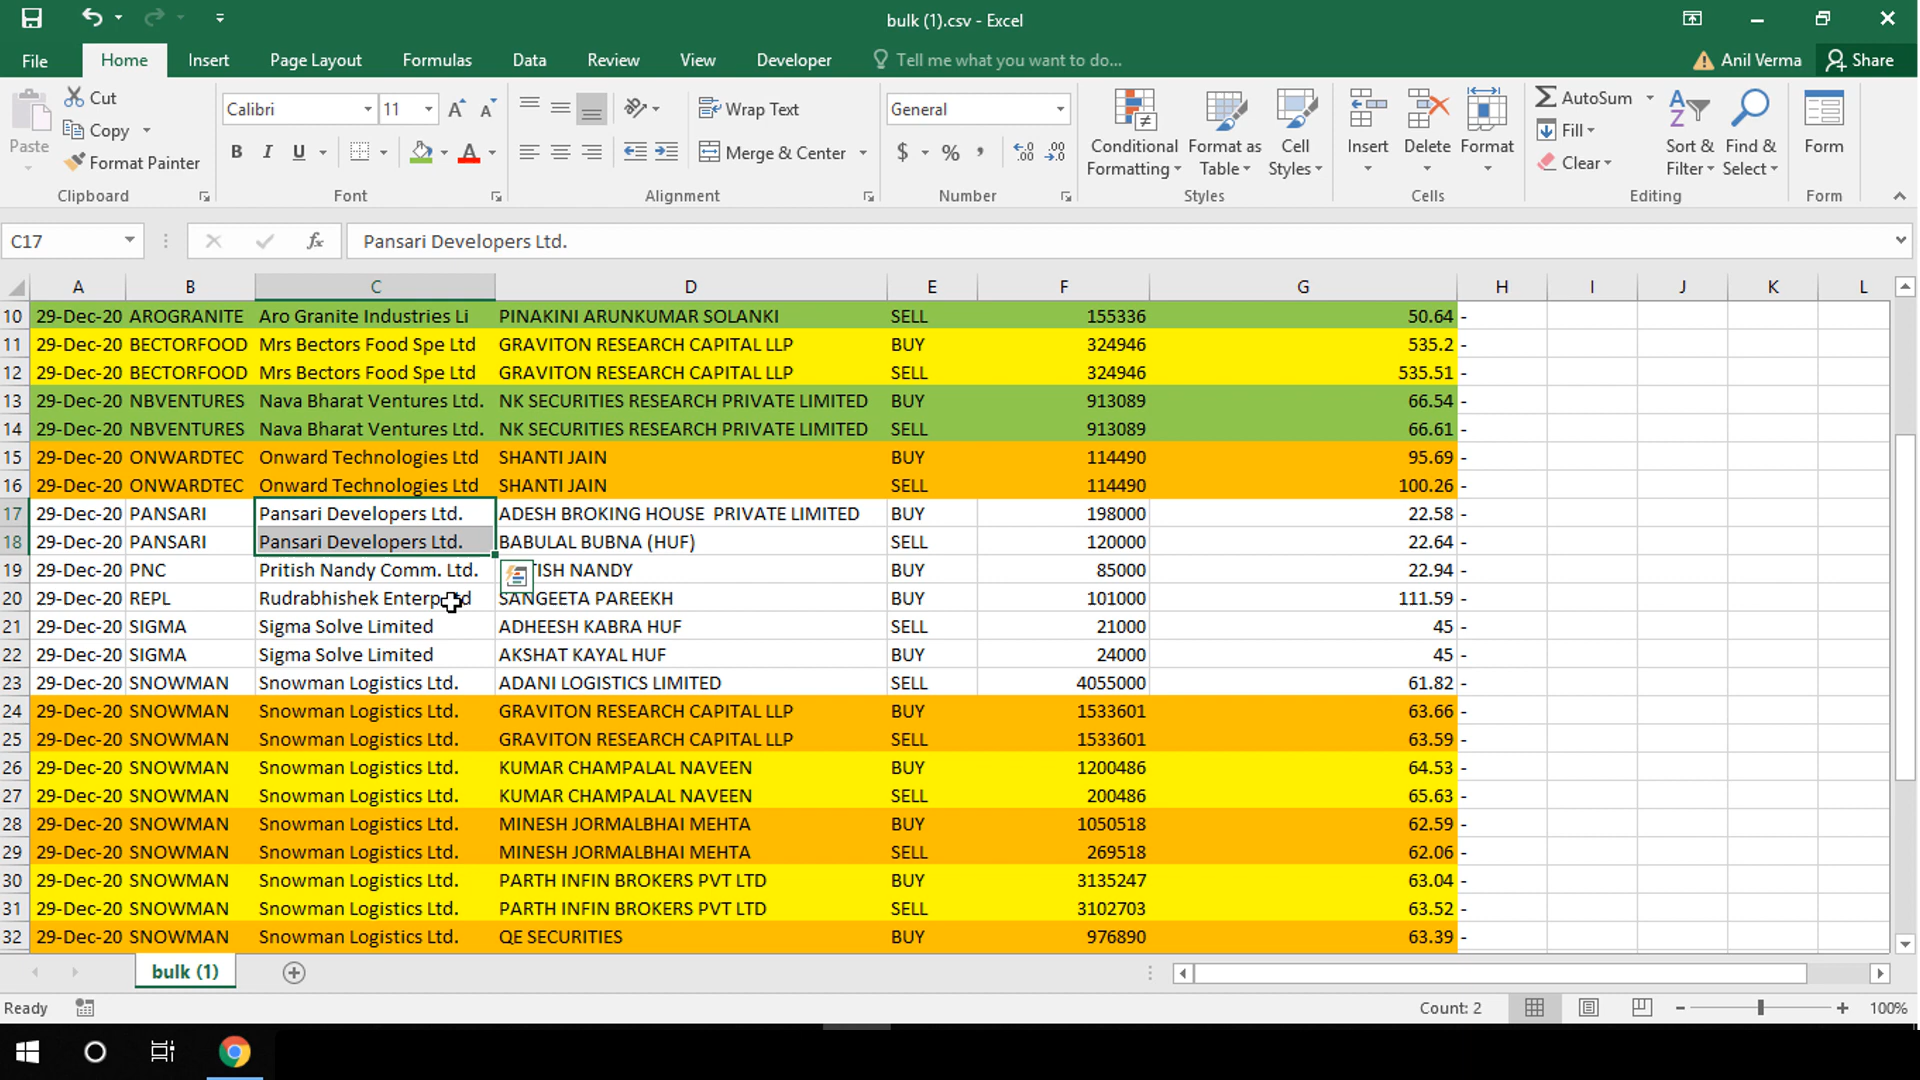 bulk (1).csv - Excel
File Home Insert Page Layout Formulas Data Review View Developer Tell me what you want to do... Anil Verma Share
Paste Cut Copy Format Painter Clipboard
Calibri 11 B I U A Font
Wrap Text Merge & Center Alignment
General $ % , Number
Conditional Formatting Format as Table Cell Styles Styles
Insert Delete Format Cells
AutoSum Fill Clear Sort & Filter Find & Select Editing
Form Form
C17 fx Pansari Developers Ltd.
A B C D E F G H I J K L
10 29-Dec-20 AROGRANITE Aro Granite Industries Li PINAKINI ARUNKUMAR SOLANKI SELL 155336 50.64 -
11 29-Dec-20 BECTORFOOD Mrs Bectors Food Spe Ltd GRAVITON RESEARCH CAPITAL LLP BUY 324946 535.2 -
12 29-Dec-20 BECTORFOOD Mrs Bectors Food Spe Ltd GRAVITON RESEARCH CAPITAL LLP SELL 324946 535.51 -
13 29-Dec-20 NBVENTURES Nava Bharat Ventures Ltd. NK SECURITIES RESEARCH PRIVATE LIMITED BUY 913089 66.54 -
14 29-Dec-20 NBVENTURES Nava Bharat Ventures Ltd. NK SECURITIES RESEARCH PRIVATE LIMITED SELL 913089 66.61 -
15 29-Dec-20 ONWARDTEC Onward Technologies Ltd SHANTI JAIN BUY 114490 95.69 -
16 29-Dec-20 ONWARDTEC Onward Technologies Ltd SHANTI JAIN SELL 114490 100.26 -
17 29-Dec-20 PANSARI Pansari Developers Ltd. ADESH BROKING HOUSE PRIVATE LIMITED BUY 198000 22.58 -
18 29-Dec-20 PANSARI Pansari Developers Ltd. BABULAL BUBNA (HUF) SELL 120000 22.64 -
19 29-Dec-20 PNC Pritish Nandy Comm. Ltd. TISH NANDY BUY 85000 22.94 -
20 29-Dec-20 REPL Rudrabhishek Enterp SANGEETA PAREEKH BUY 101000 111.59 -
21 29-Dec-20 SIGMA Sigma Solve Limited ADHEESH KABRA HUF SELL 21000 45 -
22 29-Dec-20 SIGMA Sigma Solve Limited AKSHAT KAYAL HUF BUY 24000 45 -
23 29-Dec-20 SNOWMAN Snowman Logistics Ltd. ADANI LOGISTICS LIMITED SELL 4055000 61.82 -
24 29-Dec-20 SNOWMAN Snowman Logistics Ltd. GRAVITON RESEARCH CAPITAL LLP BUY 1533601 63.66 -
25 29-Dec-20 SNOWMAN Snowman Logistics Ltd. GRAVITON RESEARCH CAPITAL LLP SELL 1533601 63.59 -
26 29-Dec-20 SNOWMAN Snowman Logistics Ltd. KUMAR CHAMPALAL NAVEEN BUY 1200486 64.53 -
27 29-Dec-20 SNOWMAN Snowman Logistics Ltd. KUMAR CHAMPALAL NAVEEN SELL 200486 65.63 -
28 29-Dec-20 SNOWMAN Snowman Logistics Ltd. MINESH JORMALBHAI MEHTA BUY 1050518 62.59 -
29 29-Dec-20 SNOWMAN Snowman Logistics Ltd. MINESH JORMALBHAI MEHTA SELL 269518 62.06 -
30 29-Dec-20 SNOWMAN Snowman Logistics Ltd. PARTH INFIN BROKERS PVT LTD BUY 3135247 63.04 -
31 29-Dec-20 SNOWMAN Snowman Logistics Ltd. PARTH INFIN BROKERS PVT LTD SELL 3102703 63.52 -
32 29-Dec-20 SNOWMAN Snowman Logistics Ltd. QE SECURITIES BUY 976890 63.39 -
bulk (1)
Ready Count: 2 100%